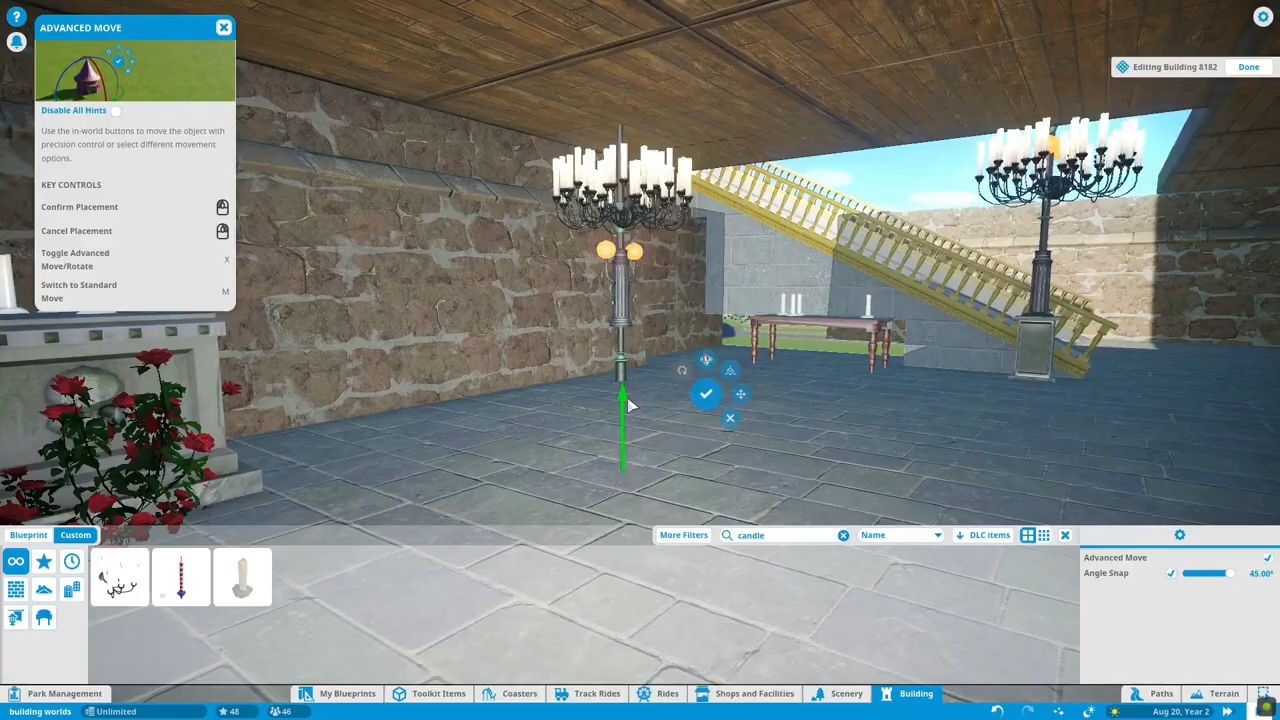 ?
ADVANCED MOVE
Disable All Hints
Use the in-world buttons to move the object with
precision control or select different movement
options.
KEY CONTROLS
Confirm Placement
Cancel Placement
Toggle Advanced
Move/Rotate
X
Switch to Standard
Move
M
Editing Building 8182
Done
Blueprint
Custom
More Filters
candle
Name
DLC items
Advanced Move
Angle Snap
45.00°
Park Management
My Blueprints
Toolkit Items
Coasters
Track Rides
Rides
Shops and Facilities
Scenery
Building
Paths
Terrain
building worlds
Unlimited
48
46
Aug 20, Year 2